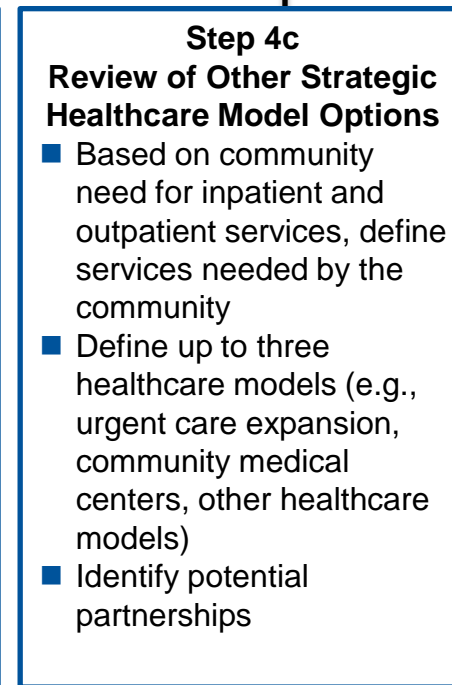 Step 4c
Review of Other Strategic
Healthcare Model Options
■ Based on community
need for inpatient and
outpatient services, define
services needed by the
community
■ Define up to three
healthcare models (e.g.,
urgent care expansion,
community medical
centers, other healthcare
models)
■ Identify potential
partnerships